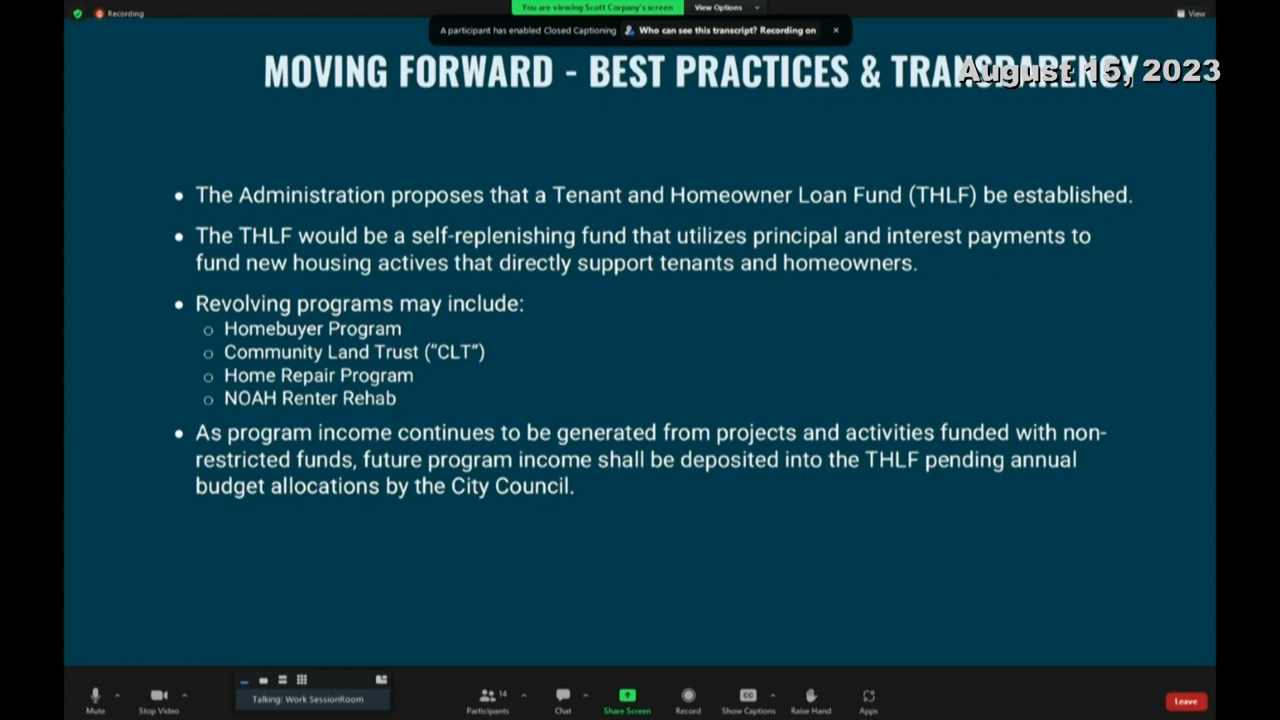 Recording
You are viewing Scott Corpany's screen
View Options
View
A participant has enabled Closed Captioning
Who can see this transcript? Recording on
MOVING FORWARD - BEST PRACTICES & TRANSPARENCY
August 15, 2023
• The Administration proposes that a Tenant and Homeowner Loan Fund (THLF) be established.
• The THLF would be a self-replenishing fund that utilizes principal and interest payments to
fund new housing actives that directly support tenants and homeowners.
• Revolving programs may include:
o Homebuyer Program
o Community Land Trust (“CLT”)
o Home Repair Program
o NOAH Renter Rehab
• As program income continues to be generated from projects and activities funded with non-
restricted funds, future program income shall be deposited into the THLF pending annual
budget allocations by the City Council.
Talking: Work SessionRoom
14
CC
Mute
Stop Video
Participants
Chat
Share Screen
Record
Show Captions
Raise Hand
Apps
Leave